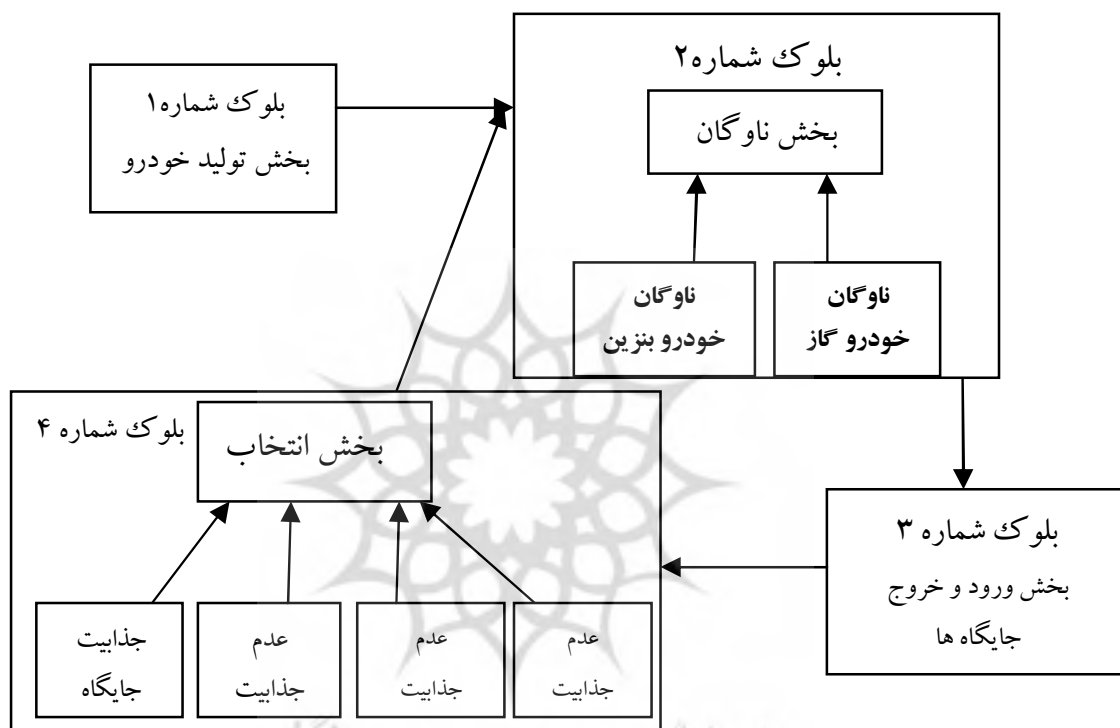 بلوک شماره۱
بخش تولید خودرو
بلوک شماره۲
بخش ناوگان
ناوگان
خودرو گاز
ناوگان
خودرو بنزین
بلوک شماره ۳
بخش ورود و خروج
جایگاه ها
بلوک شماره ۴
بخش انتخاب
جذابیت
جایگاه
عدم
جذابیت
عدم
جذابیت
عدم
جذابیت